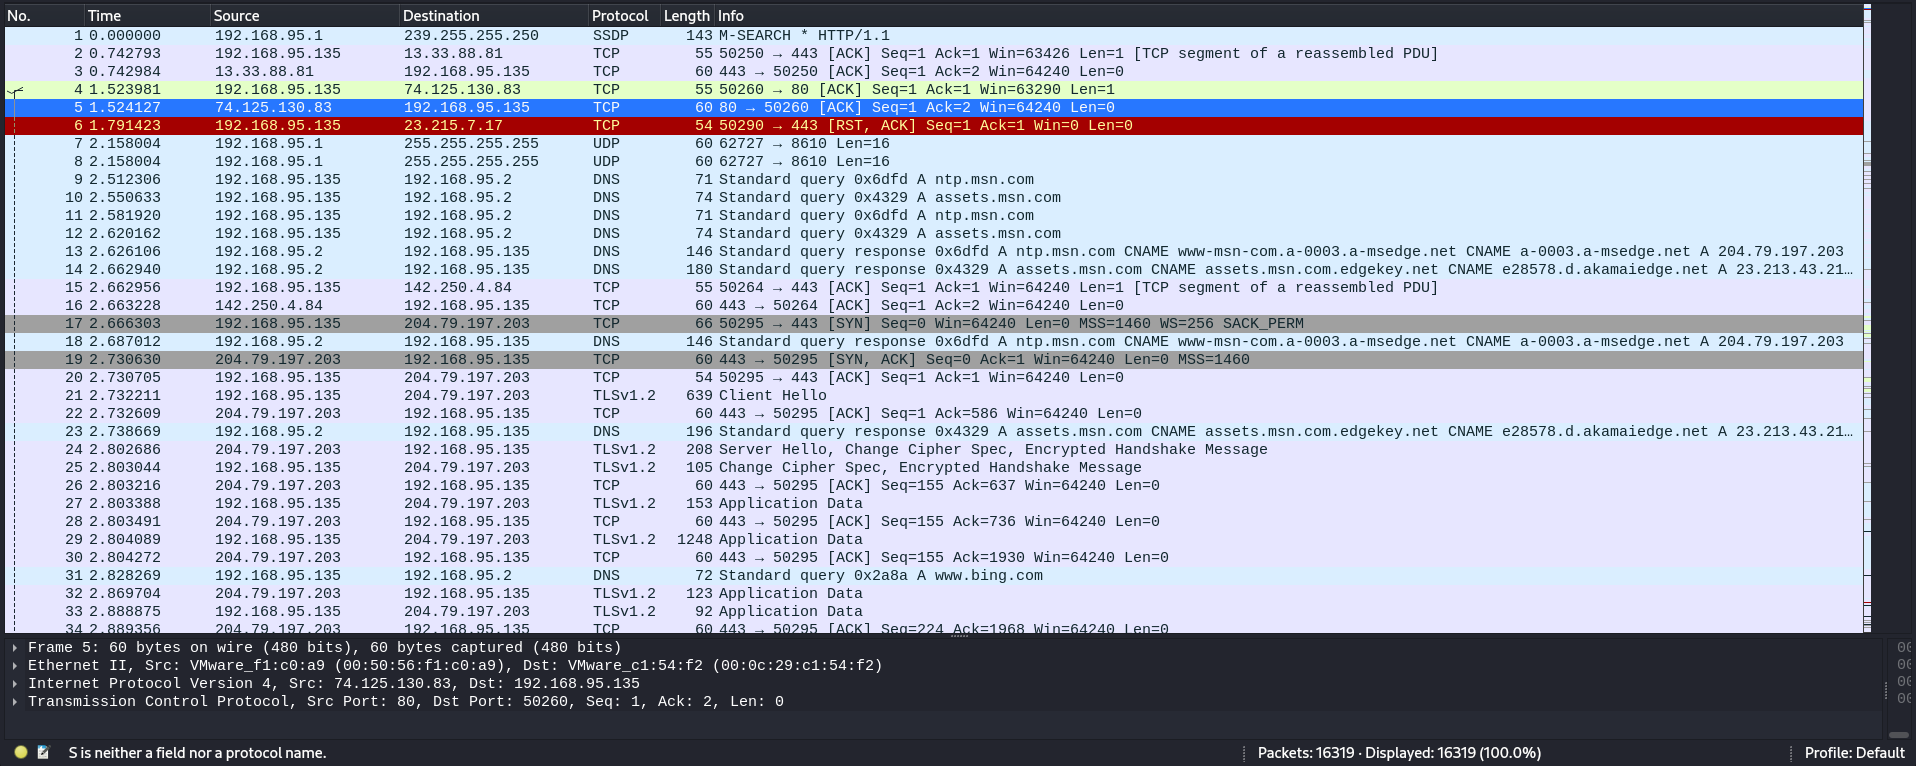 No. Time Source Destination Protocol Length Info
1 0.000000 192.168.95.1 239.255.255.250 SSDP 143 M-SEARCH * HTTP/1.1
2 0.742793 192.168.95.135 13.33.88.81 TCP 55 50250 → 443 [ACK] Seq=1 Ack=1 Win=63426 Len=1 [TCP segment of a reassembled PDU]
3 0.742984 13.33.88.81 192.168.95.135 TCP 60 443 → 50250 [ACK] Seq=1 Ack=2 Win=64240 Len=0
4 1.523981 192.168.95.135 74.125.130.83 TCP 55 50260 → 80 [ACK] Seq=1 Ack=1 Win=63290 Len=1
5 1.524127 74.125.130.83 192.168.95.135 TCP 60 80 → 50260 [ACK] Seq=1 Ack=2 Win=64240 Len=0
6 1.791423 192.168.95.135 23.215.7.17 TCP 54 50290 → 443 [RST, ACK] Seq=1 Ack=1 Win=0 Len=0
7 2.158004 192.168.95.1 255.255.255.255 UDP 60 62727 → 8610 Len=16
8 2.158004 192.168.95.1 255.255.255.255 UDP 60 62727 → 8610 Len=16
9 2.512306 192.168.95.135 192.168.95.2 DNS 71 Standard query 0x6dfd A ntp.msn.com
10 2.550633 192.168.95.135 192.168.95.2 DNS 74 Standard query 0x4329 A assets.msn.com
11 2.581920 192.168.95.135 192.168.95.2 DNS 71 Standard query 0x6dfd A ntp.msn.com
12 2.620162 192.168.95.135 192.168.95.2 DNS 74 Standard query 0x4329 A assets.msn.com
13 2.626106 192.168.95.2 192.168.95.135 DNS 146 Standard query response 0x6dfd A ntp.msn.com CNAME www-msn-com.a-0003.a-msedge.net CNAME a-0003.a-msedge.net A 204.79.197.203
14 2.662940 192.168.95.2 192.168.95.135 DNS 180 Standard query response 0x4329 A assets.msn.com CNAME assets.msn.com.edgekey.net CNAME e28578.d.akamaiedge.net A 23.213.43.21…
15 2.662956 192.168.95.135 142.250.4.84 TCP 55 50264 → 443 [ACK] Seq=1 Ack=1 Win=64240 Len=1 [TCP segment of a reassembled PDU]
16 2.663228 142.250.4.84 192.168.95.135 TCP 60 443 → 50264 [ACK] Seq=1 Ack=2 Win=64240 Len=0
17 2.666303 192.168.95.135 204.79.197.203 TCP 66 50295 → 443 [SYN] Seq=0 Win=64240 Len=0 MSS=1460 WS=256 SACK_PERM
18 2.687012 192.168.95.2 192.168.95.135 DNS 146 Standard query response 0x6dfd A ntp.msn.com CNAME www-msn-com.a-0003.a-msedge.net CNAME a-0003.a-msedge.net A 204.79.197.203
19 2.730630 204.79.197.203 192.168.95.135 TCP 60 443 → 50295 [SYN, ACK] Seq=0 Ack=1 Win=64240 Len=0 MSS=1460
20 2.730705 192.168.95.135 204.79.197.203 TCP 54 50295 → 443 [ACK] Seq=1 Ack=1 Win=64240 Len=0
21 2.732211 192.168.95.135 204.79.197.203 TLSv1.2 639 Client Hello
22 2.732609 204.79.197.203 192.168.95.135 TCP 60 443 → 50295 [ACK] Seq=1 Ack=586 Win=64240 Len=0
23 2.738669 192.168.95.2 192.168.95.135 DNS 196 Standard query response 0x4329 A assets.msn.com CNAME assets.msn.com.edgekey.net CNAME e28578.d.akamaiedge.net A 23.213.43.21…
24 2.802686 204.79.197.203 192.168.95.135 TLSv1.2 208 Server Hello, Change Cipher Spec, Encrypted Handshake Message
25 2.803044 192.168.95.135 204.79.197.203 TLSv1.2 105 Change Cipher Spec, Encrypted Handshake Message
26 2.803216 204.79.197.203 192.168.95.135 TCP 60 443 → 50295 [ACK] Seq=155 Ack=637 Win=64240 Len=0
27 2.803388 192.168.95.135 204.79.197.203 TLSv1.2 153 Application Data
28 2.803491 204.79.197.203 192.168.95.135 TCP 60 443 → 50295 [ACK] Seq=155 Ack=736 Win=64240 Len=0
29 2.804089 192.168.95.135 204.79.197.203 TLSv1.2 1248 Application Data
30 2.804272 204.79.197.203 192.168.95.135 TCP 60 443 → 50295 [ACK] Seq=155 Ack=1930 Win=64240 Len=0
31 2.828269 192.168.95.135 192.168.95.2 DNS 72 Standard query 0x2a8a A www.bing.com
32 2.869704 204.79.197.203 192.168.95.135 TLSv1.2 123 Application Data
33 2.888875 192.168.95.135 204.79.197.203 TLSv1.2 92 Application Data
34 2.889356 204.79.197.203 192.168.95.135 TCP 60 443 → 50295 [ACK] Seq=224 Ack=1968 Win=64240 Len=0
Frame 5: 60 bytes on wire (480 bits), 60 bytes captured (480 bits)
Ethernet II, Src: VMware_f1:c0:a9 (00:50:56:f1:c0:a9), Dst: VMware_c1:54:f2 (00:0c:29:c1:54:f2)
Internet Protocol Version 4, Src: 74.125.130.83, Dst: 192.168.95.135
Transmission Control Protocol, Src Port: 80, Dst Port: 50260, Seq: 1, Ack: 2, Len: 0
S is neither a field nor a protocol name. Packets: 16319 · Displayed: 16319 (100.0%) Profile: Default